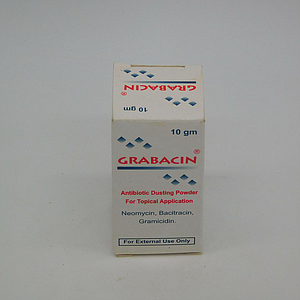 10 gm
GRABACIN®
10 gm
GRABACIN®
Antibiotic Dusting Powder
For Topical Application
Neomycin, Bacitracin,
Gramicidin.
For External Use Only